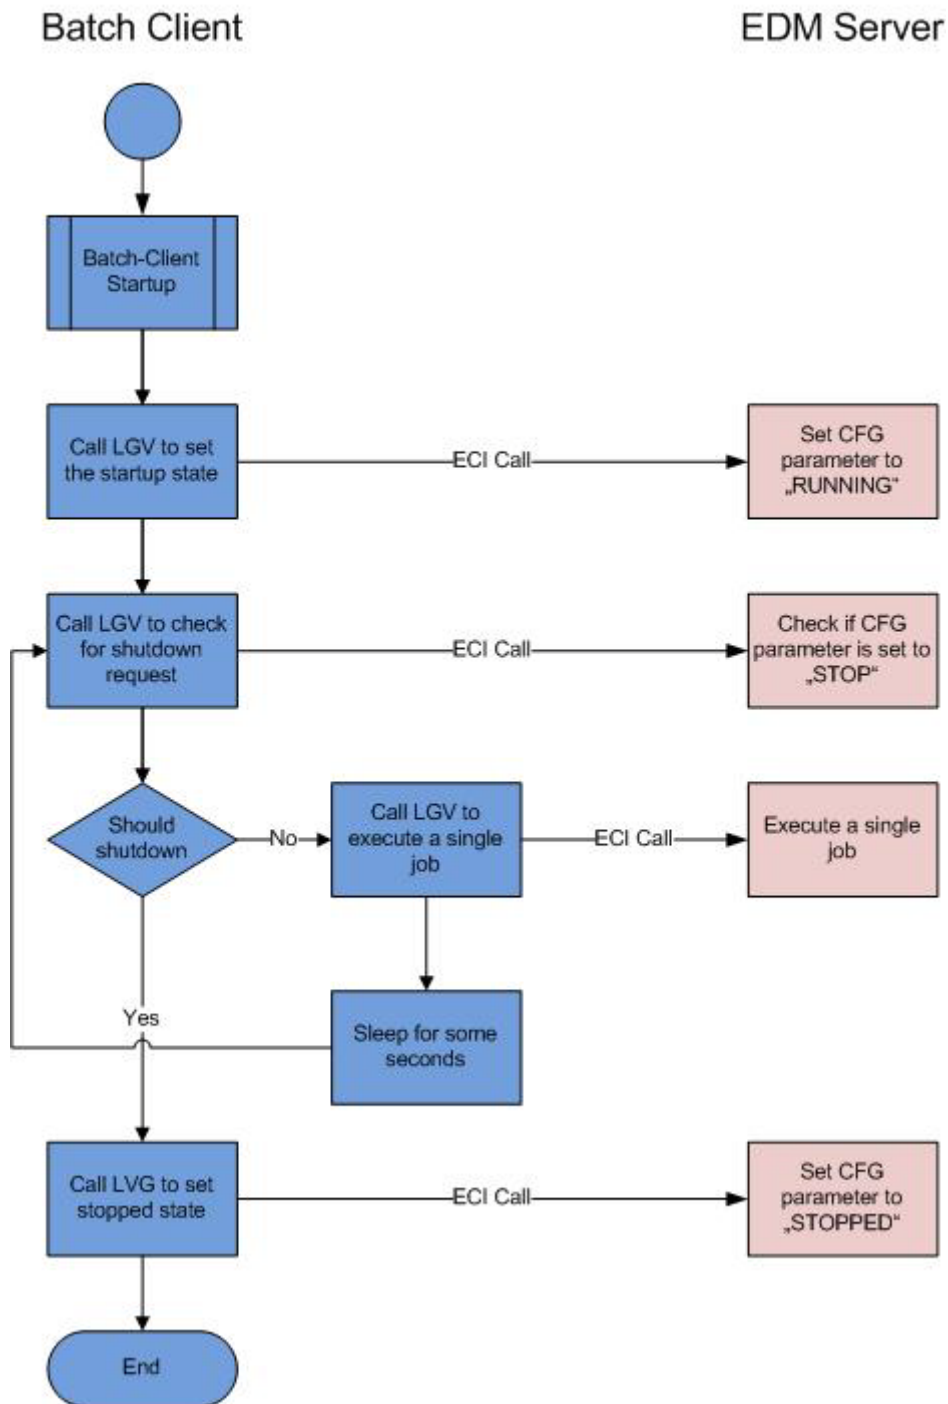 Batch Client
EDM Server
Batch-Client
Startup
Call LGV to set
the startup state
ECI Call
Set CFG
parameter to
„RUNNING“
Call LGV to check
for shutdown
request
ECI Call
Check if CFG
parameter is set to
„STOP“
Should
shutdown
No
Call LGV to
execute a single
job
ECI Call
Execute a single
job
Yes
Sleep for some
seconds
Call LVG to set
stopped state
ECI Call
Set CFG
parameter to
„STOPPED“
End